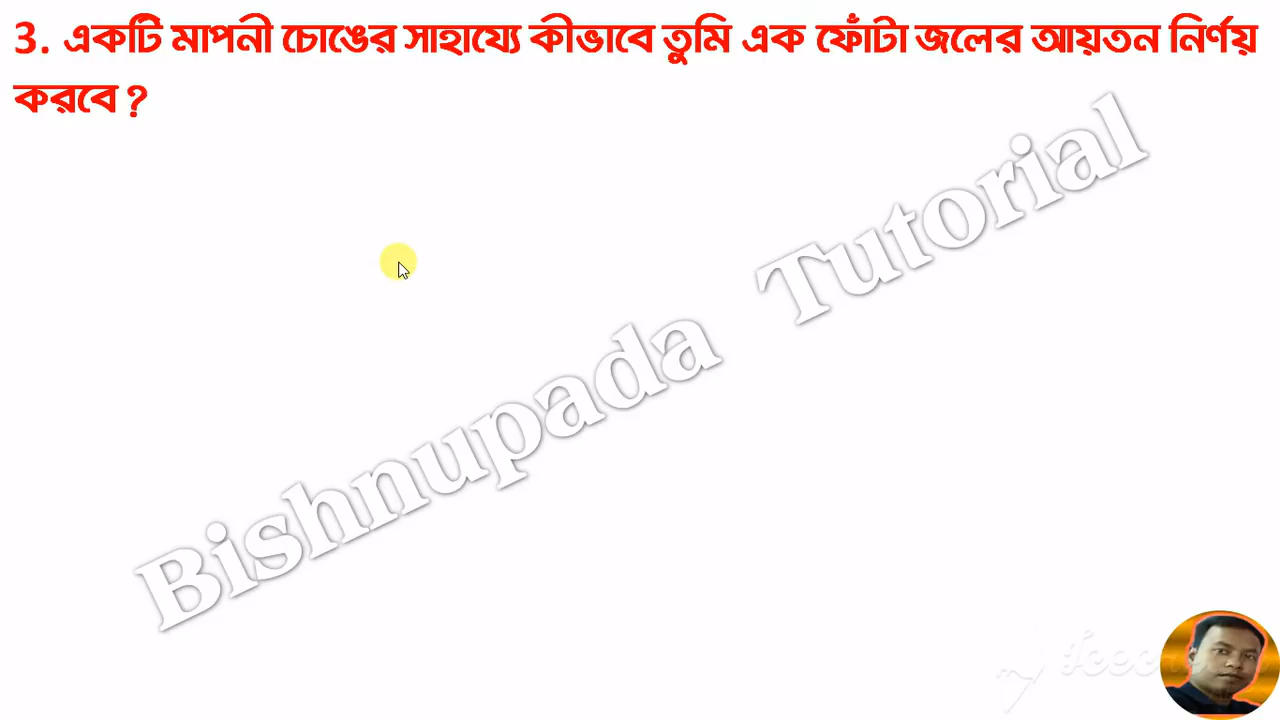 3. একটি মাপনী চোঙের সাহায্যে কীভাবে তুমি এক ফোঁটা জলের আয়তন নির্ণয়
করবে ?
Bishnupada Tutorial